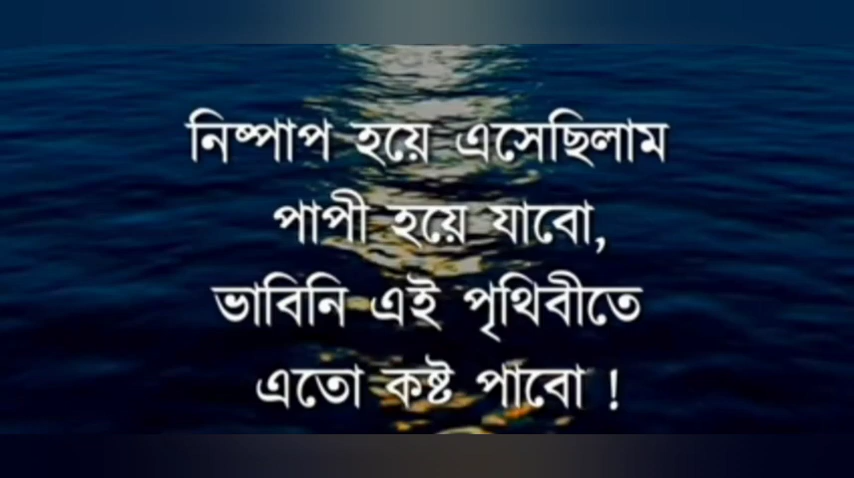 নিষ্পাপ হয়ে এসেছিলাম
পাপী হয়ে যাবো,
ভাবিনি এই পৃথিবীতে
এতো কষ্ট পাবো !